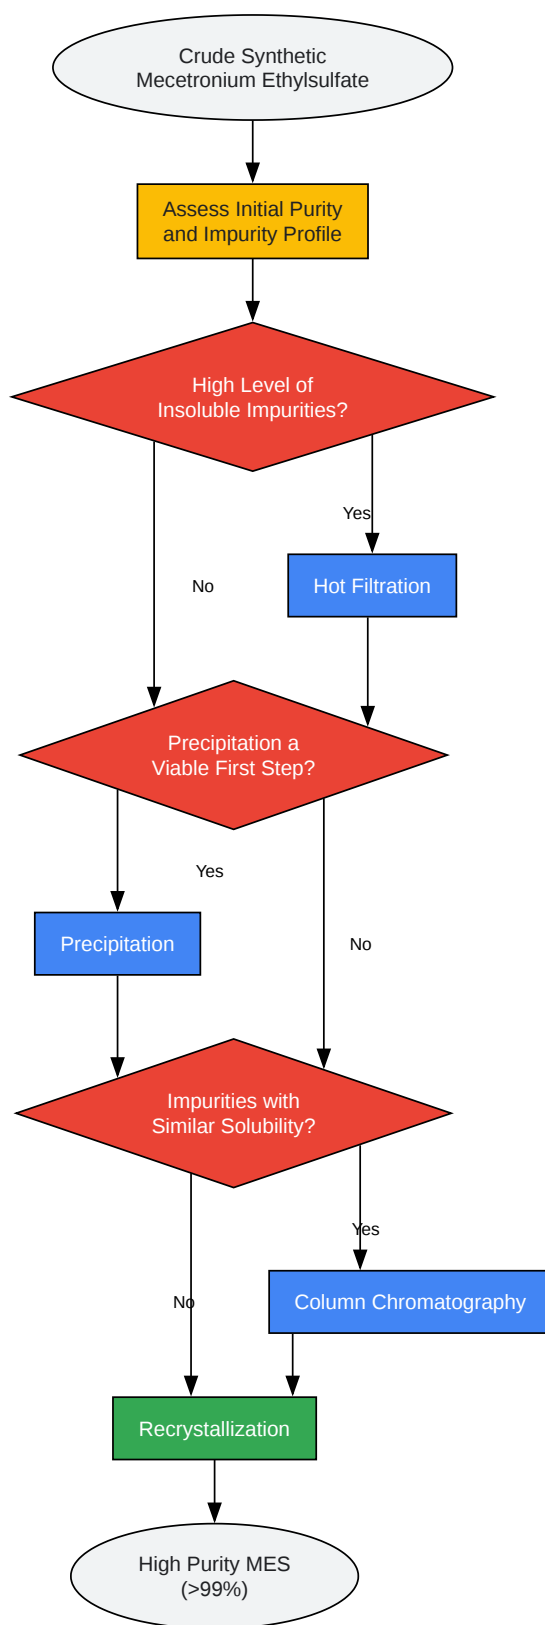 Crude Synthetic
Mecetronium Ethylsulfate
Assess Initial Purity
and Impurity Profile
High Level of
Insoluble Impurities?
Yes
Hot Filtration
No
Precipitation a
Viable First Step?
Yes
Precipitation
No
Impurities with
Similar Solubility?
Yes
Column Chromatography
No
Recrystallization
High Purity MES
(>99%)